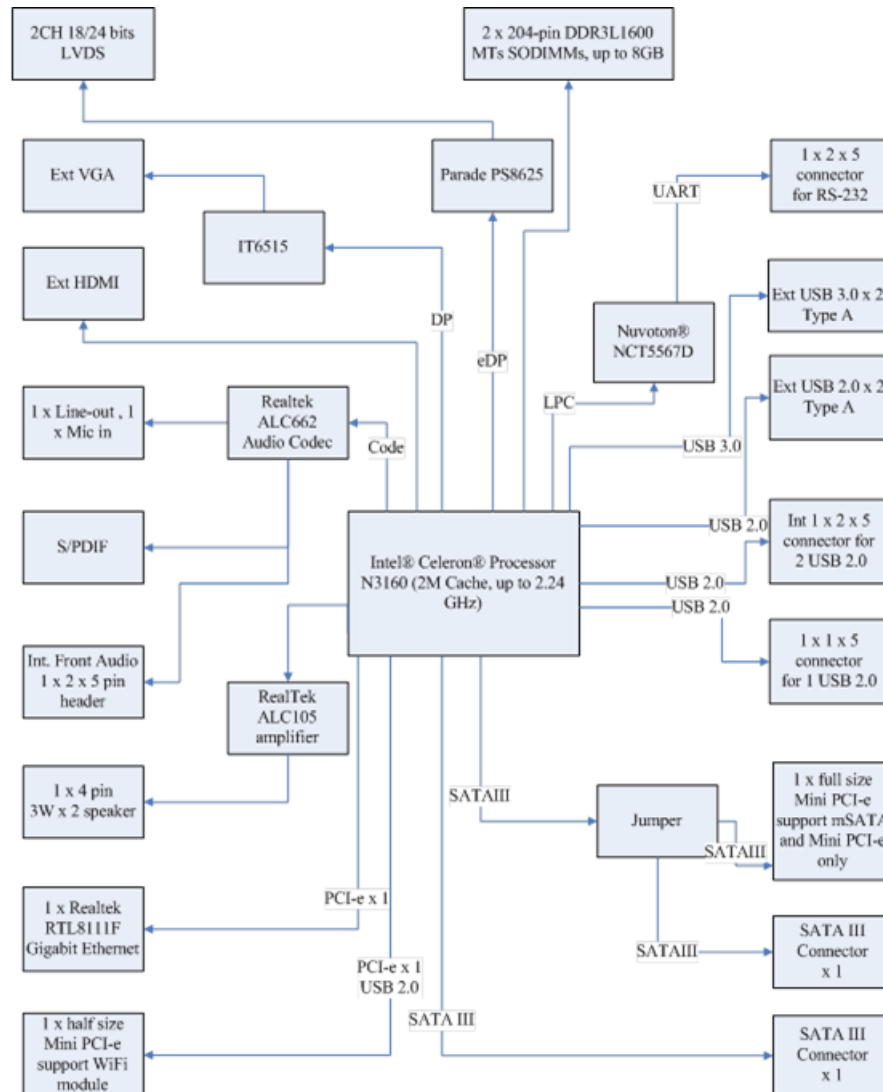 2CH 18/24 bits
LVDS
2 x 204-pin DDR3L1600
MTs SODIMMs, up to 8GB
Ext VGA
Parade PS8625
1 x 2 x 5
connector
for RS-232
UART
IT6515
Ext HDMI
Ext USB 3.0 x 2
Type A
DP
Nuvoton®
NCT5567D
eDP
Ext USB 2.0 x 2
Type A
1 x Line-out , 1
x Mic in
Realtek
ALC662
Audio Codec
LPC
Code
USB 3.0
S/PDIF
Intel® Celeron® Processor
N3160 (2M Cache, up to 2.24
GHz)
USB 2.0
Int 1 x 2 x 5
connector for
2 USB 2.0
USB 2.0
USB 2.0
Int. Front Audio
1 x 2 x 5 pin
header
1 x 1 x 5
connector
for 1 USB 2.0
RealTek
ALC105
amplifier
1 x 4 pin
3W x 2 speaker
SATAIII
Jumper
1 x full size
Mini PCI-e
support mSATA
and Mini PCI-e
only
SATAIII
PCI-e x 1
1 x Realtek
RTL8111F
Gigabit Ethernet
SATAIII
SATA III
Connector
x 1
PCI-e x 1
USB 2.0
SATA III
1 x half size
Mini PCI-e
support WiFi
module
SATA III
Connector
x 1